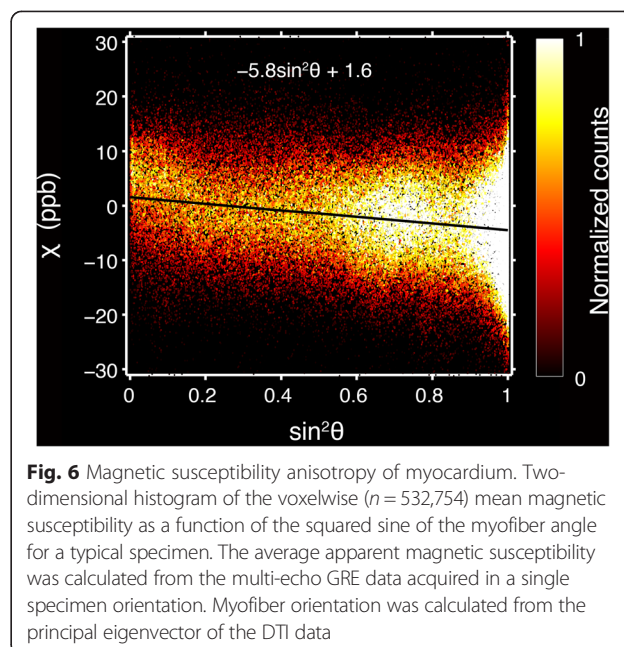 −5.8sin²θ + 1.6
30
20
10
0
−10
−20
−30
χ (ppb)
0 0.2 0.4 0.6 0.8 1
sin²θ
1
0
Normalized counts
Fig. 6 Magnetic susceptibility anisotropy of myocardium. Two-
dimensional histogram of the voxelwise (n = 532,754) mean magnetic
susceptibility as a function of the squared sine of the myofiber angle
for a typical specimen. The average apparent magnetic susceptibility
was calculated from the multi-echo GRE data acquired in a single
specimen orientation. Myofiber orientation was calculated from the
principal eigenvector of the DTI data